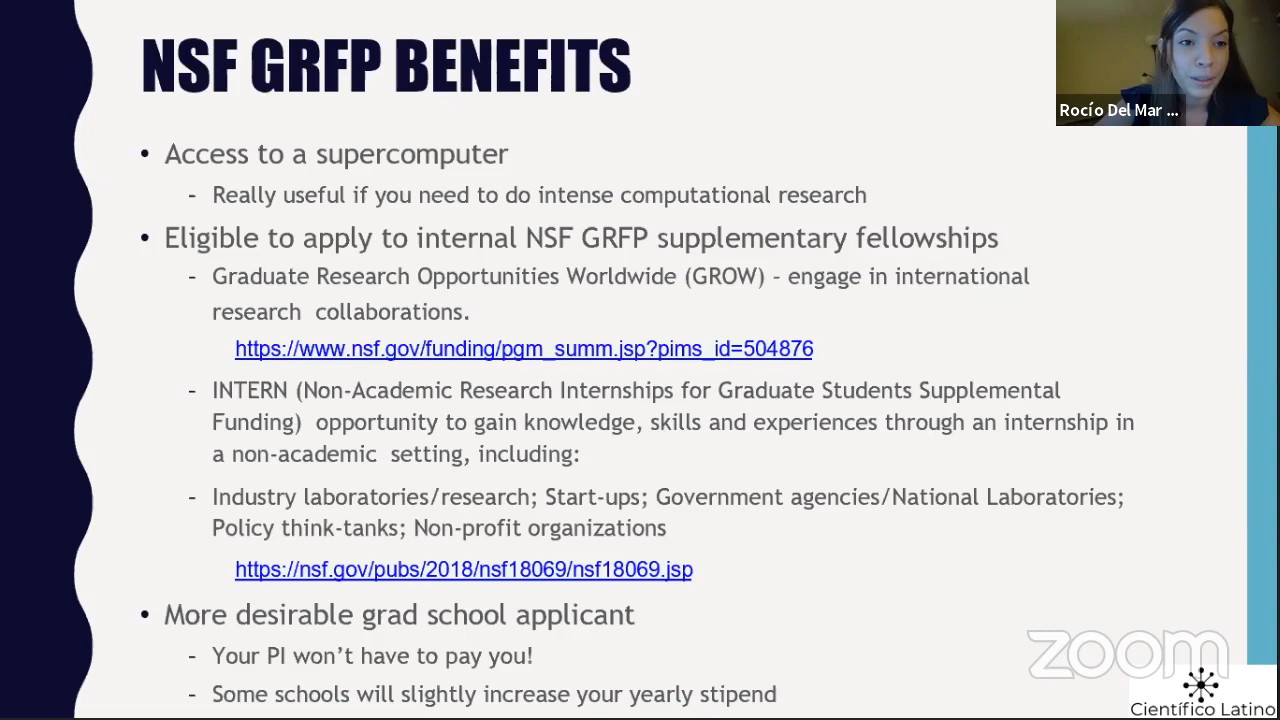 NSF GRFP BENEFITS
Rocío Del Mar ...
• Access to a supercomputer
- Really useful if you need to do intense computational research
• Eligible to apply to internal NSF GRFP supplementary fellowships
- Graduate Research Opportunities Worldwide (GROW) – engage in international
research collaborations.
https://www.nsf.gov/funding/pgm_summ.jsp?pims_id=504876
- INTERN (Non-Academic Research Internships for Graduate Students Supplemental
Funding) opportunity to gain knowledge, skills and experiences through an internship in
a non-academic setting, including:
- Industry laboratories/research; Start-ups; Government agencies/National Laboratories;
Policy think-tanks; Non-profit organizations
https://nsf.gov/pubs/2018/nsf18069/nsf18069.jsp
• More desirable grad school applicant
- Your PI won’t have to pay you!
- Some schools will slightly increase your yearly stipend
zoom
Científico Latino